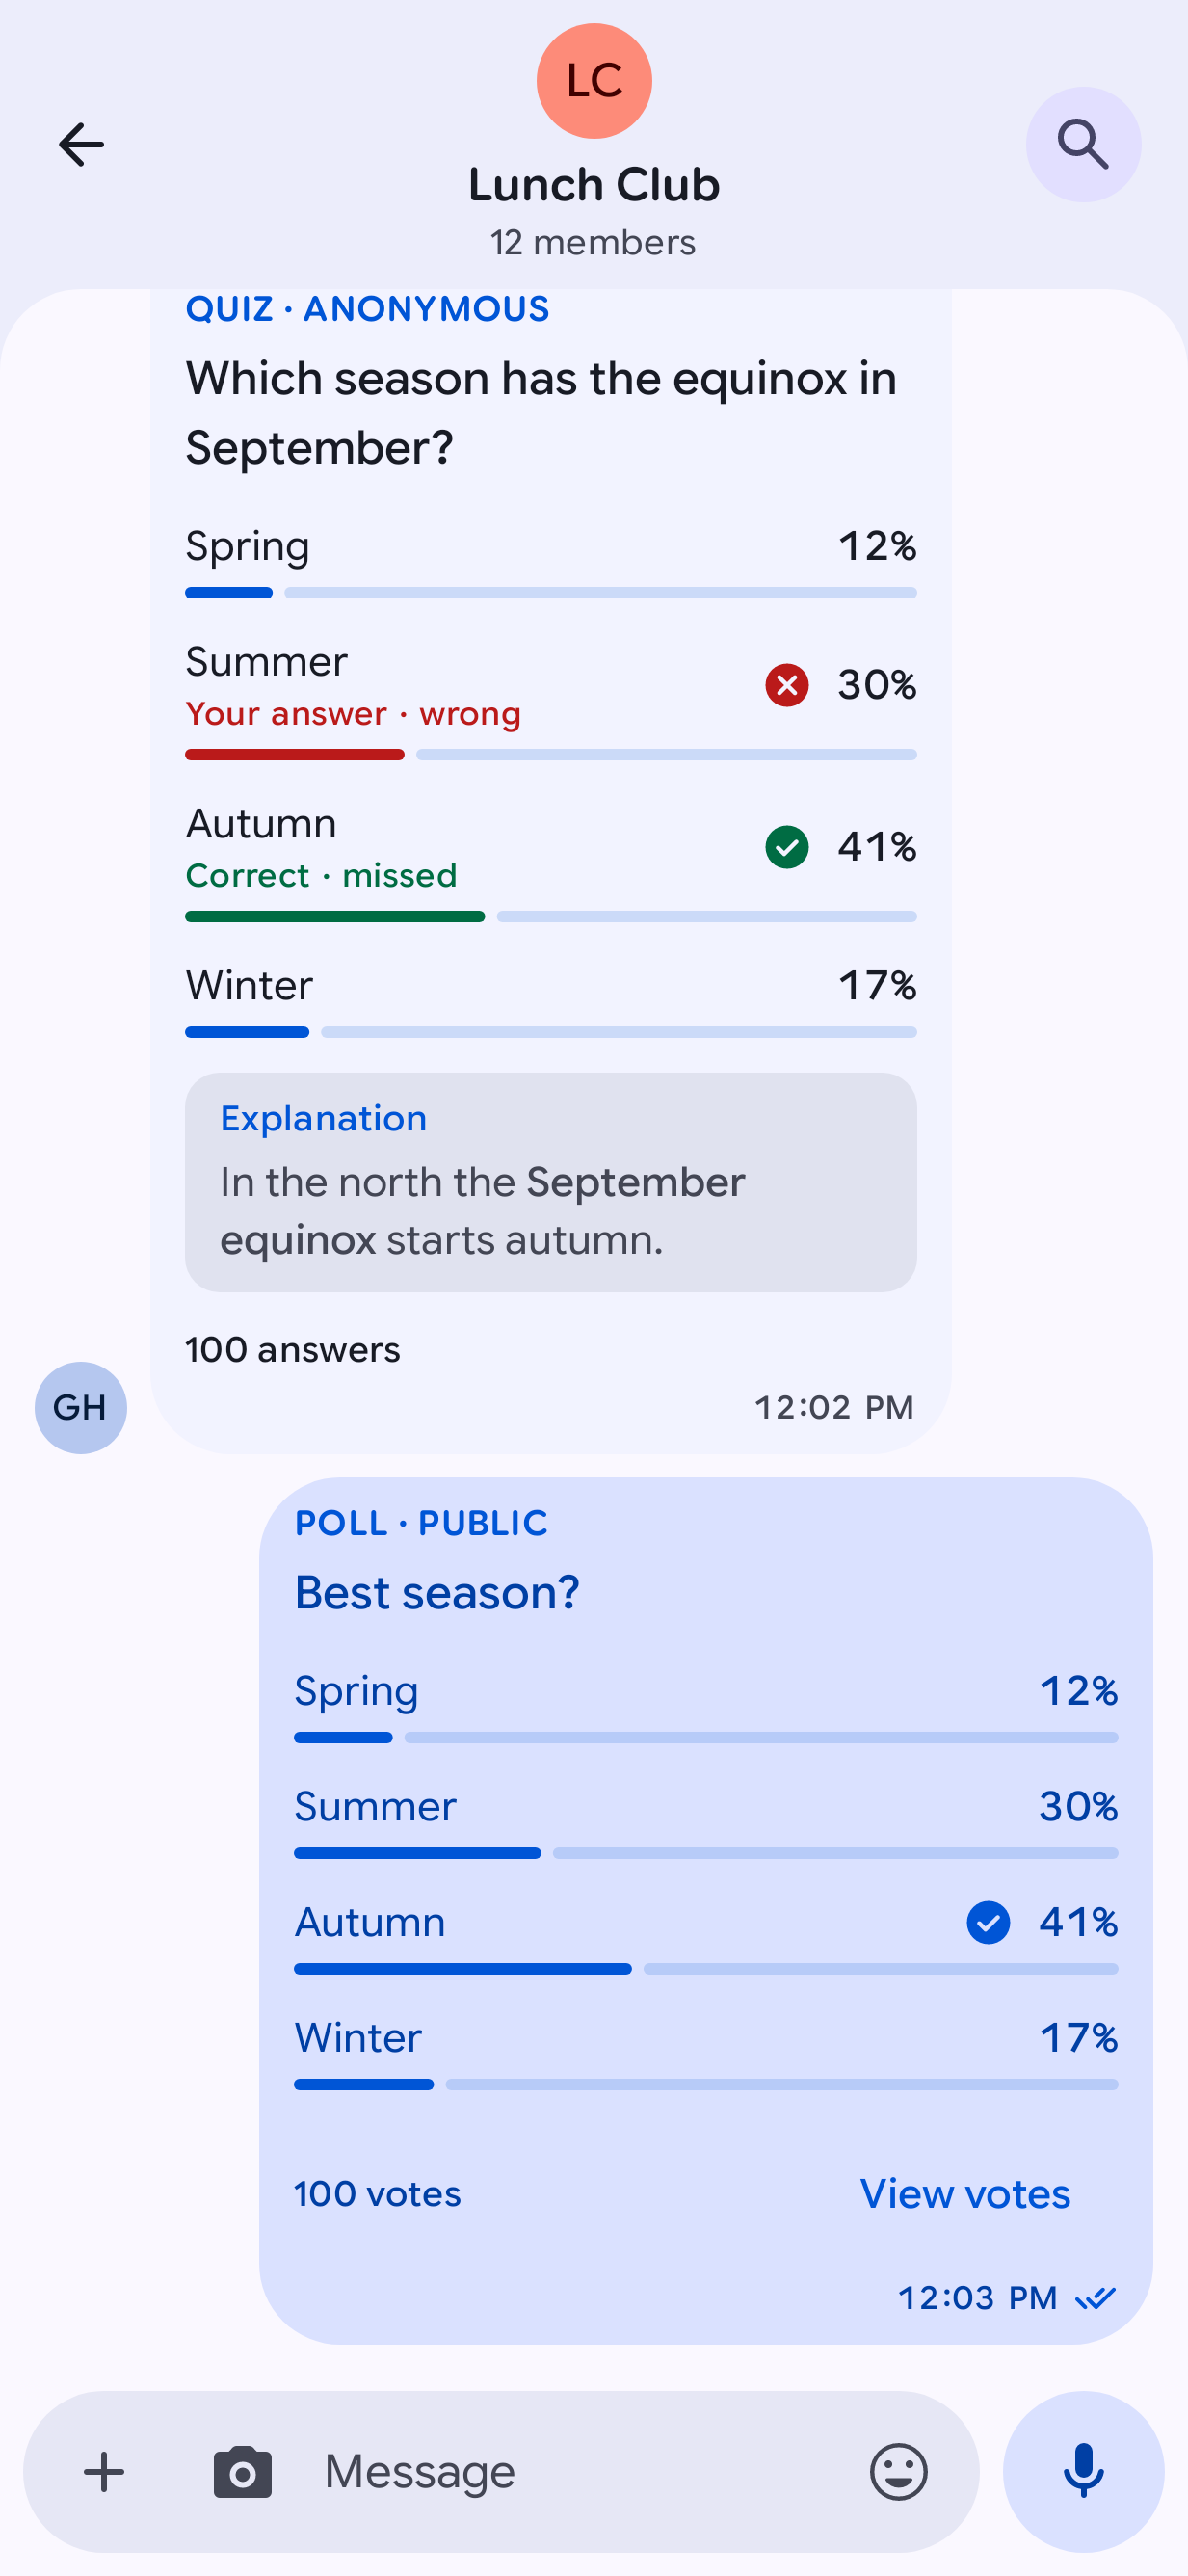 LC
Lunch Club
12 members
QUIZ · ANONYMOUS
Which season has the equinox in
September?
Spring 12%
Summer 30%
Your answer · wrong
Autumn 41%
Correct · missed
Winter 17%
Explanation
In the north the September
equinox starts autumn.
100 answers
GH
12:02 PM
POLL · PUBLIC
Best season?
Spring 12%
Summer 30%
Autumn 41%
Winter 17%
100 votes View votes
12:03 PM
Message